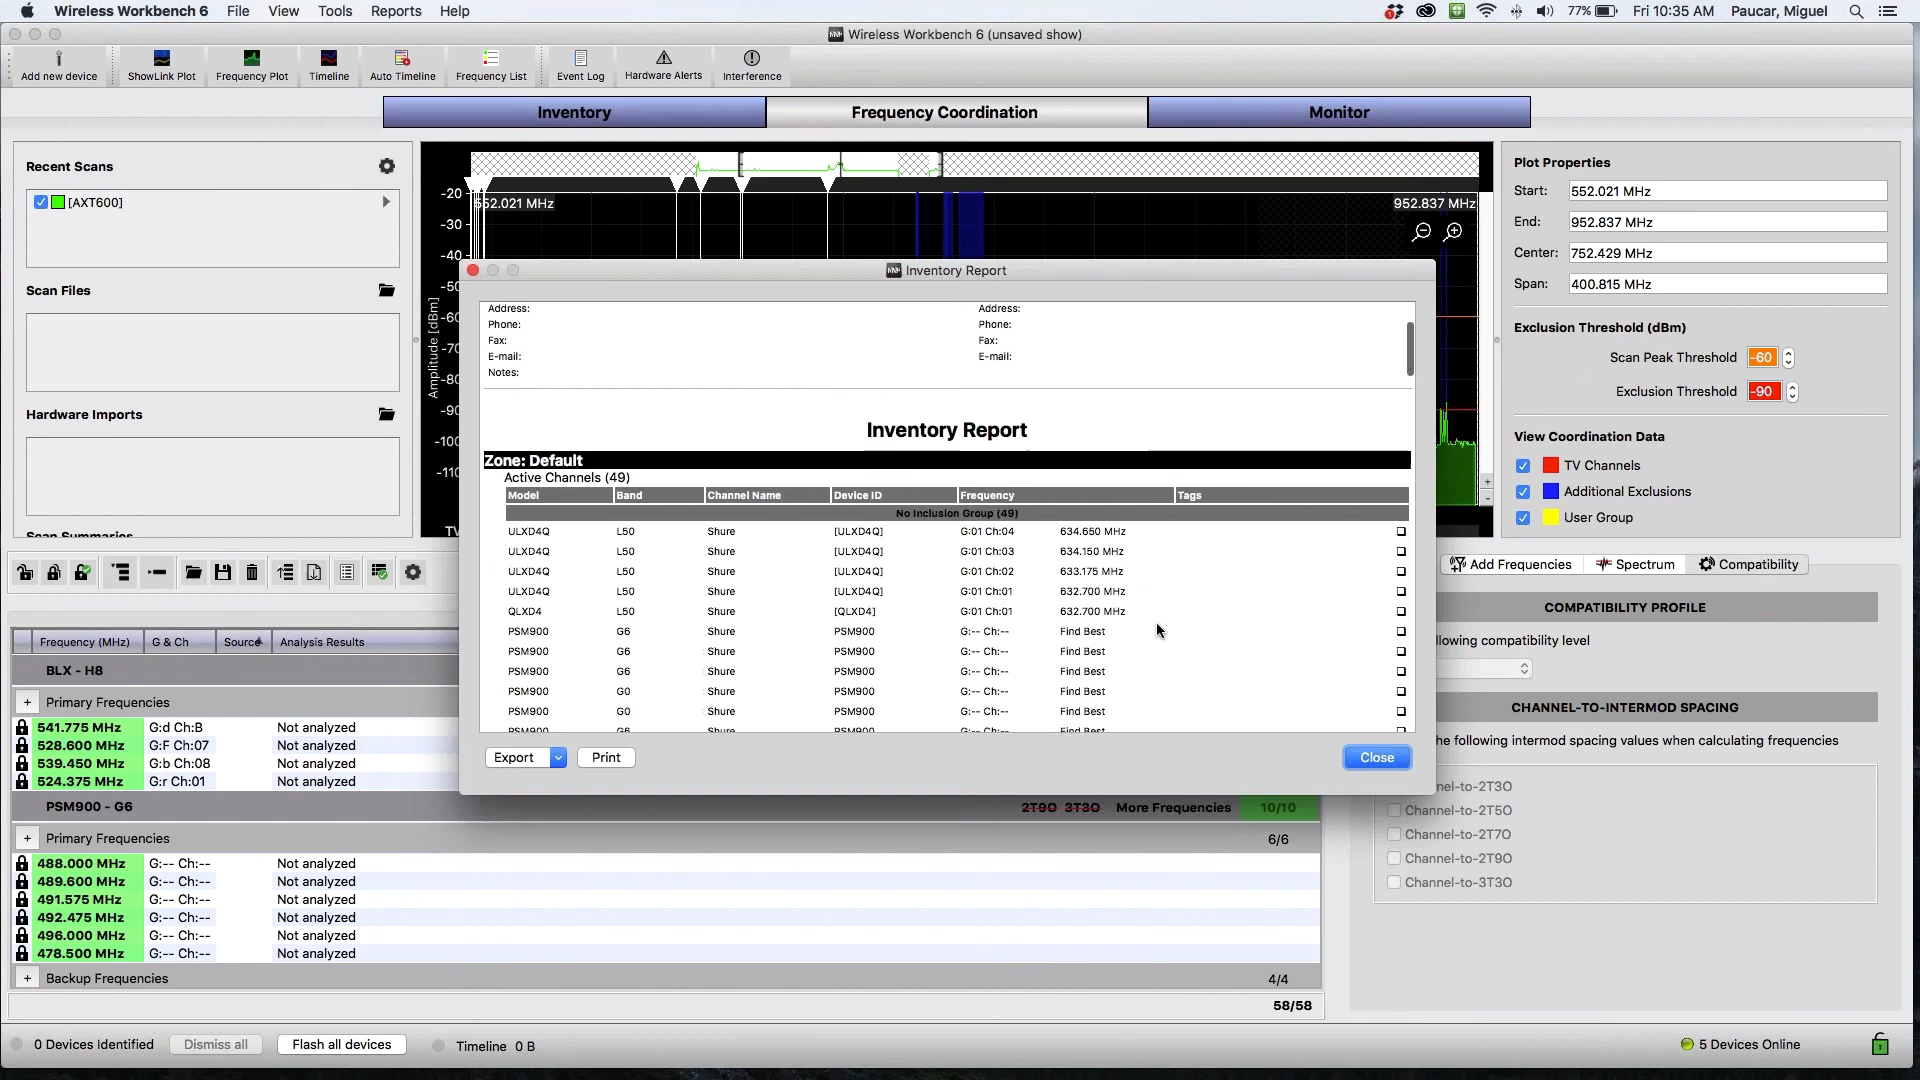 Wireless Workbench 6 File View Tools Reports Help 77% Fri 10:35 AM Paucar, Miguel
Wireless Workbench 6 (unsaved show)
Add new device ShowLink Plot Frequency Plot Timeline Auto Timeline Frequency List Event Log Hardware Alerts Interference
Inventory Frequency Coordination Monitor
Recent Scans
[AXT600]
Scan Files
Hardware Imports
Scan Summaries
Amplitude [dBm]
-20
-30
-40
552.021 MHz 952.837 MHz
Plot Properties
Start: 552.021 MHz
End: 952.837 MHz
Center: 752.429 MHz
Span: 400.815 MHz
Exclusion Threshold (dBm)
Scan Peak Threshold -60
Exclusion Threshold -90
View Coordination Data
TV Channels
Additional Exclusions
User Group
Inventory Report
Address: Address:
Phone: Phone:
Fax: Fax:
E-mail: E-mail:
Notes:
Inventory Report
Zone: Default
Active Channels (49)
Model Band Channel Name Device ID Frequency Tags
No Inclusion Group (49)
ULXD4Q L50 Shure [ULXD4Q] G:01 Ch:04 634.650 MHz
ULXD4Q L50 Shure [ULXD4Q] G:01 Ch:03 634.150 MHz
ULXD4Q L50 Shure [ULXD4Q] G:01 Ch:02 633.175 MHz
ULXD4Q L50 Shure [ULXD4Q] G:01 Ch:01 632.700 MHz
QLXD4 L50 Shure [QLXD4] G:01 Ch:01 632.700 MHz
PSM900 G6 Shure PSM900 G:-- Ch:-- Find Best
PSM900 G6 Shure PSM900 G:-- Ch:-- Find Best
PSM900 G6 Shure PSM900 G:-- Ch:-- Find Best
PSM900 G0 Shure PSM900 G:-- Ch:-- Find Best
PSM900 G0 Shure PSM900 G:-- Ch:-- Find Best
PSM900 G6 Shure PSM900 G:-- Ch:-- Find Best
Export Print Close
Add Frequencies Spectrum Compatibility
COMPATIBILITY PROFILE
lowing compatibility level
CHANNEL-TO-INTERMOD SPACING
he following intermod spacing values when calculating frequencies
nel-to-2T3O
Channel-to-2T5O
Channel-to-2T7O
Channel-to-2T9O
Channel-to-3T3O
Frequency (MHz) G & Ch Source Analysis Results
BLX - H8
+ Primary Frequencies
541.775 MHz G:d Ch:B Not analyzed
528.600 MHz G:F Ch:07 Not analyzed
539.450 MHz G:b Ch:08 Not analyzed
524.375 MHz G:r Ch:01 Not analyzed
PSM900 - G6 2T9O 3T3O More Frequencies 10/10
+ Primary Frequencies 6/6
488.000 MHz G:-- Ch:-- Not analyzed
489.600 MHz G:-- Ch:-- Not analyzed
491.575 MHz G:-- Ch:-- Not analyzed
492.475 MHz G:-- Ch:-- Not analyzed
496.000 MHz G:-- Ch:-- Not analyzed
478.500 MHz G:-- Ch:-- Not analyzed
+ Backup Frequencies 4/4
58/58
0 Devices Identified Dismiss all Flash all devices Timeline 0 B 5 Devices Online